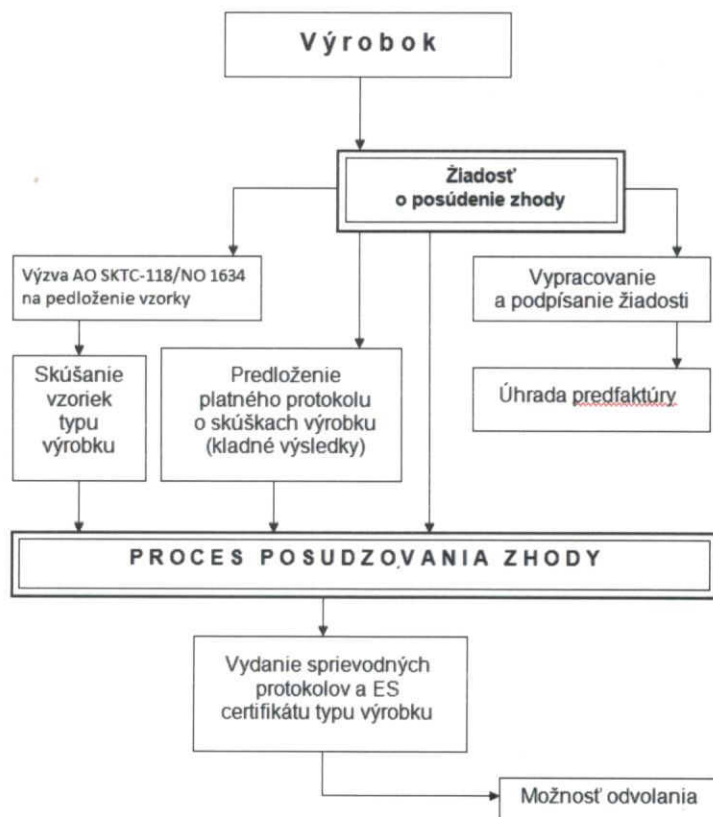 Výrobok
Žiadosť
o posúdenie zhody
Výzva AO SKTC-118/NO 1634
na pedloženie vzorky
Vypracovanie
a podpísanie žiadosti
Skúšanie
vzoriek
typu
výrobku
Predloženie
platného protokolu
o skúškach výrobku
(kladné výsledky)
Úhrada predfaktúry
PROCES POSUDZOVANIA ZHODY
Vydanie sprievodných
protokolov a ES
certifikátu typu výrobku
Možnosť odvolania